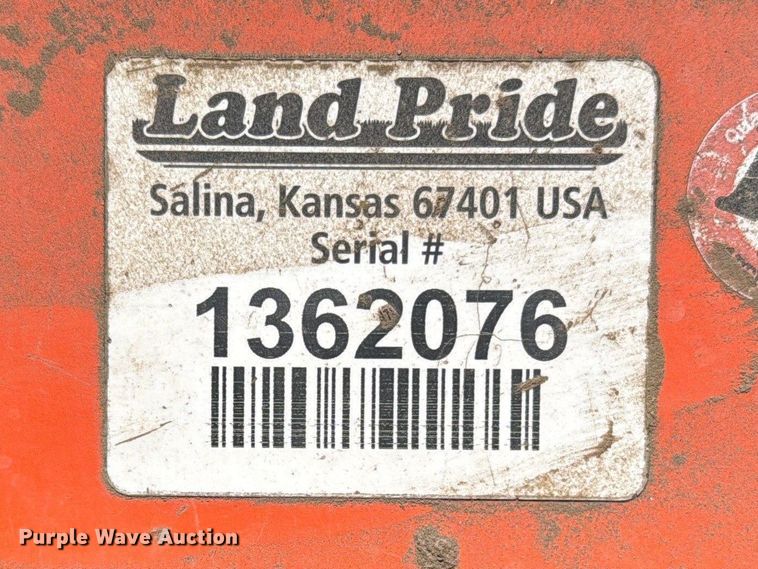 Land Pride
Salina, Kansas 67401 USA
Serial #
1362076
Purple Wave Auction